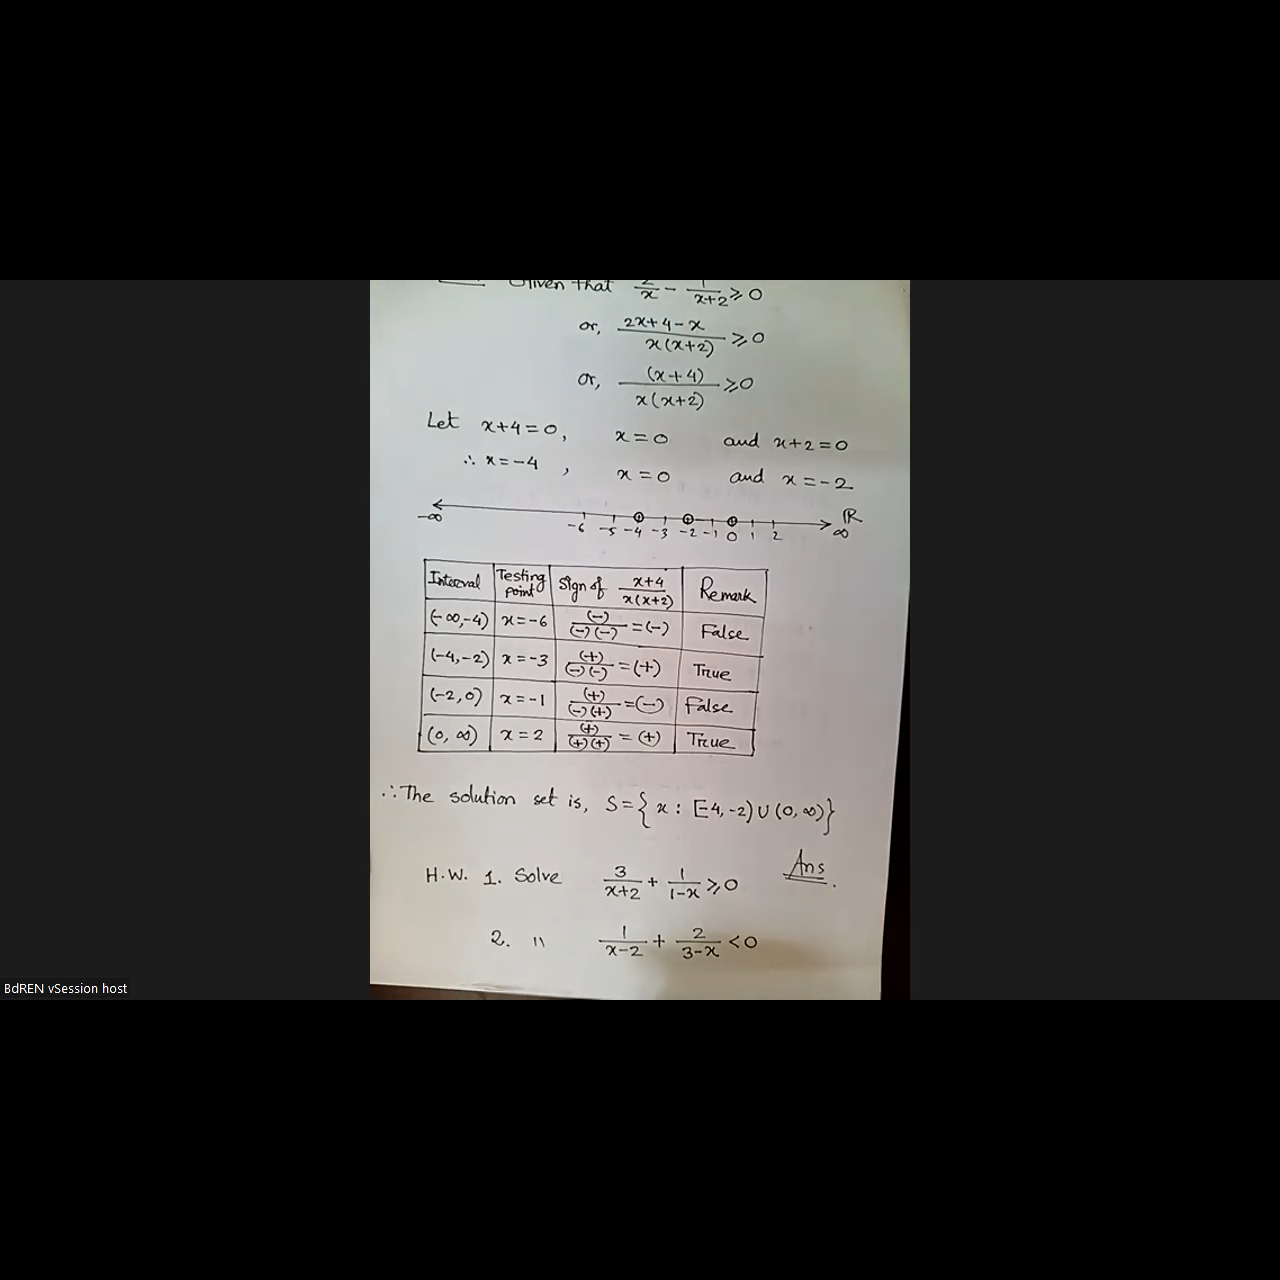 Given that 2/x - 1/x+2 ≥ 0
or, 2x+4-x / x(x+2) ≥ 0
or, (x+4) / x(x+2) ≥ 0
Let x+4=0, x=0 and x+2=0
∴ x=-4, x=0 and x=-2
-∞ -6 -5 -4 -3 -2 -1 0 1 2 ∞ ℝ
Interval Testing point Sign of x+4 / x(x+2) Remark
(-∞,-4) x=-6 (-) / (-)(-) =(-) False
(-4,-2) x=-3 (+) / (-)(-) =(+) True
(-2,0) x=-1 (+) / (-)(+) =(-) False
(0, ∞) x=2 (+) / (+)(+) = (+) True
∴ The solution set is, S={x : [-4,-2) ∪ (0,∞)}
Ans.
H.W. 1. Solve 3/x+2 + 1/1-x ≥ 0
2. " 1/x-2 + 2/3-x < 0
BdREN vSession host